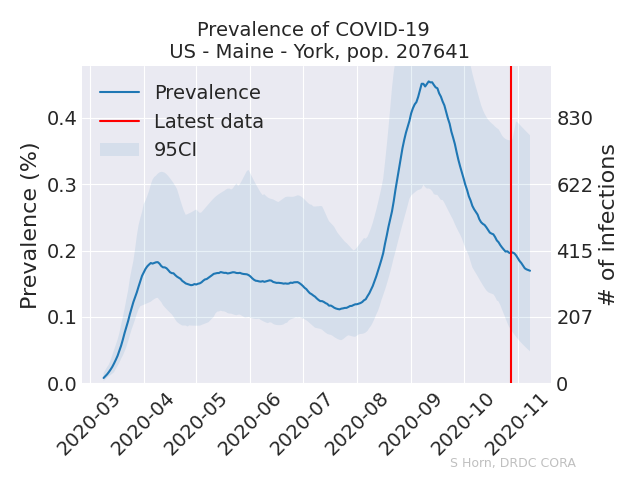 Prevalence of COVID-19
US - Maine - York, pop. 207641
Prevalence
Latest data
95CI
Prevalence (%)
0.4
0.3
0.2
0.1
0.0
830
622
415
207
0
# of infections
2020-03
2020-04
2020-05
2020-06
2020-07
2020-08
2020-09
2020-10
2020-11
S Horn, DRDC CORA